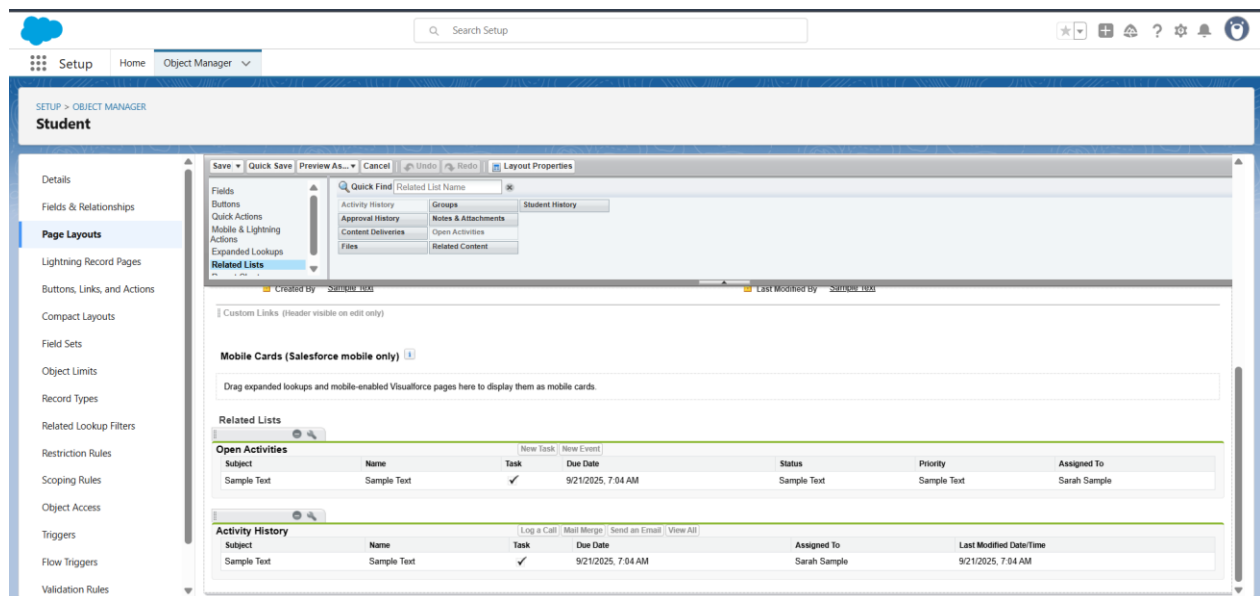 Search Setup
Setup Home Object Manager
SETUP > OBJECT MANAGER
Student
Details
Fields & Relationships
Page Layouts
Lightning Record Pages
Buttons, Links, and Actions
Compact Layouts
Field Sets
Object Limits
Record Types
Related Lookup Filters
Restriction Rules
Scoping Rules
Object Access
Triggers
Flow Triggers
Validation Rules
Save Quick Save Preview As... Cancel Undo Redo Layout Properties
Fields
Buttons
Quick Actions
Mobile & Lightning
Actions
Expanded Lookups
Related Lists
Quick Find Related List Name
Activity History Groups Student History
Approval History Notes & Attachments
Content Deliveries Open Activities
Files Related Content
Created By Sample Text Last Modified By Sample Text
Custom Links (Header visible on edit only)
Mobile Cards (Salesforce mobile only) i
Drag expanded lookups and mobile-enabled Visualforce pages here to display them as mobile cards.
Related Lists
Open Activities New Task New Event
Subject Name Task Due Date Status Priority Assigned To
Sample Text Sample Text ✓ 9/21/2025, 7:04 AM Sample Text Sample Text Sarah Sample
Activity History Log a Call Mail Merge Send an Email View All
Subject Name Task Due Date Assigned To Last Modified Date/Time
Sample Text Sample Text ✓ 9/21/2025, 7:04 AM Sarah Sample 9/21/2025, 7:04 AM